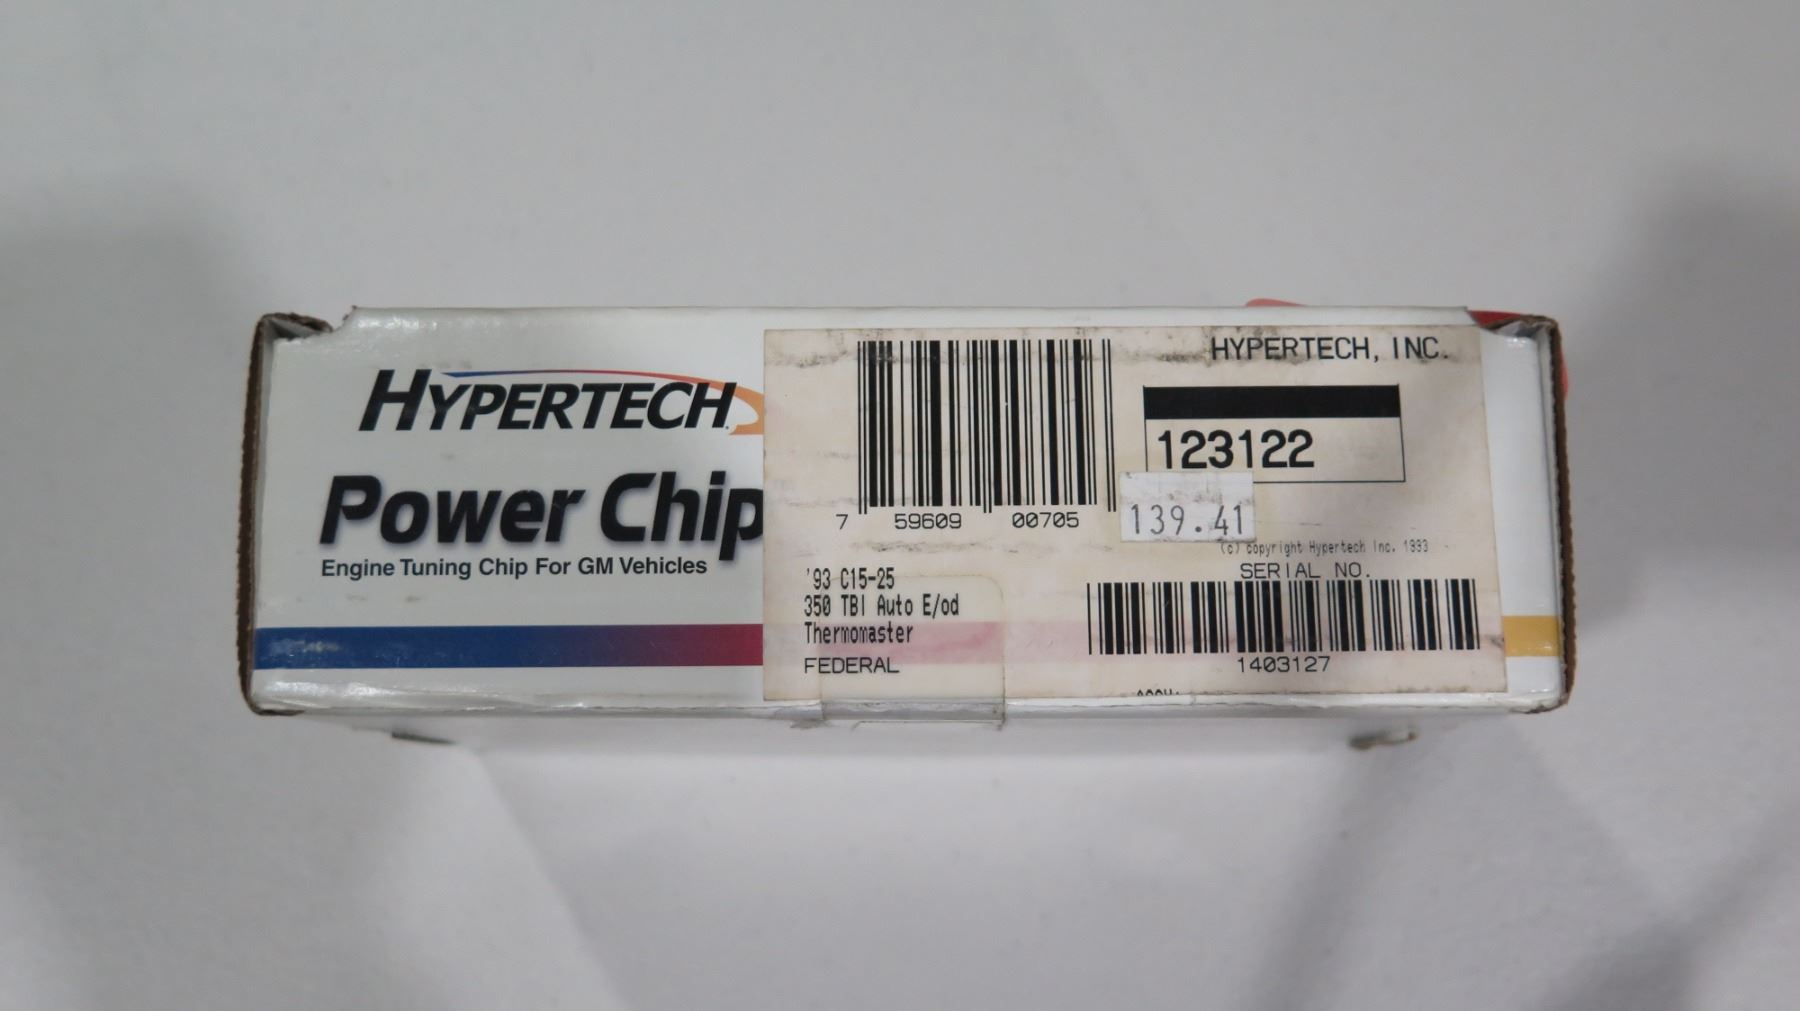 HYPERTECH
Power Chip
Engine Tuning Chip For GM Vehicles
HYPERTECH, INC.
123122
7 59609 00705
139.41
(c) copyright Hypertech Inc. 1993
SERIAL NO.
1403127
'93 C15-25
350 TBI Auto E/od
Thermomaster
FEDERAL